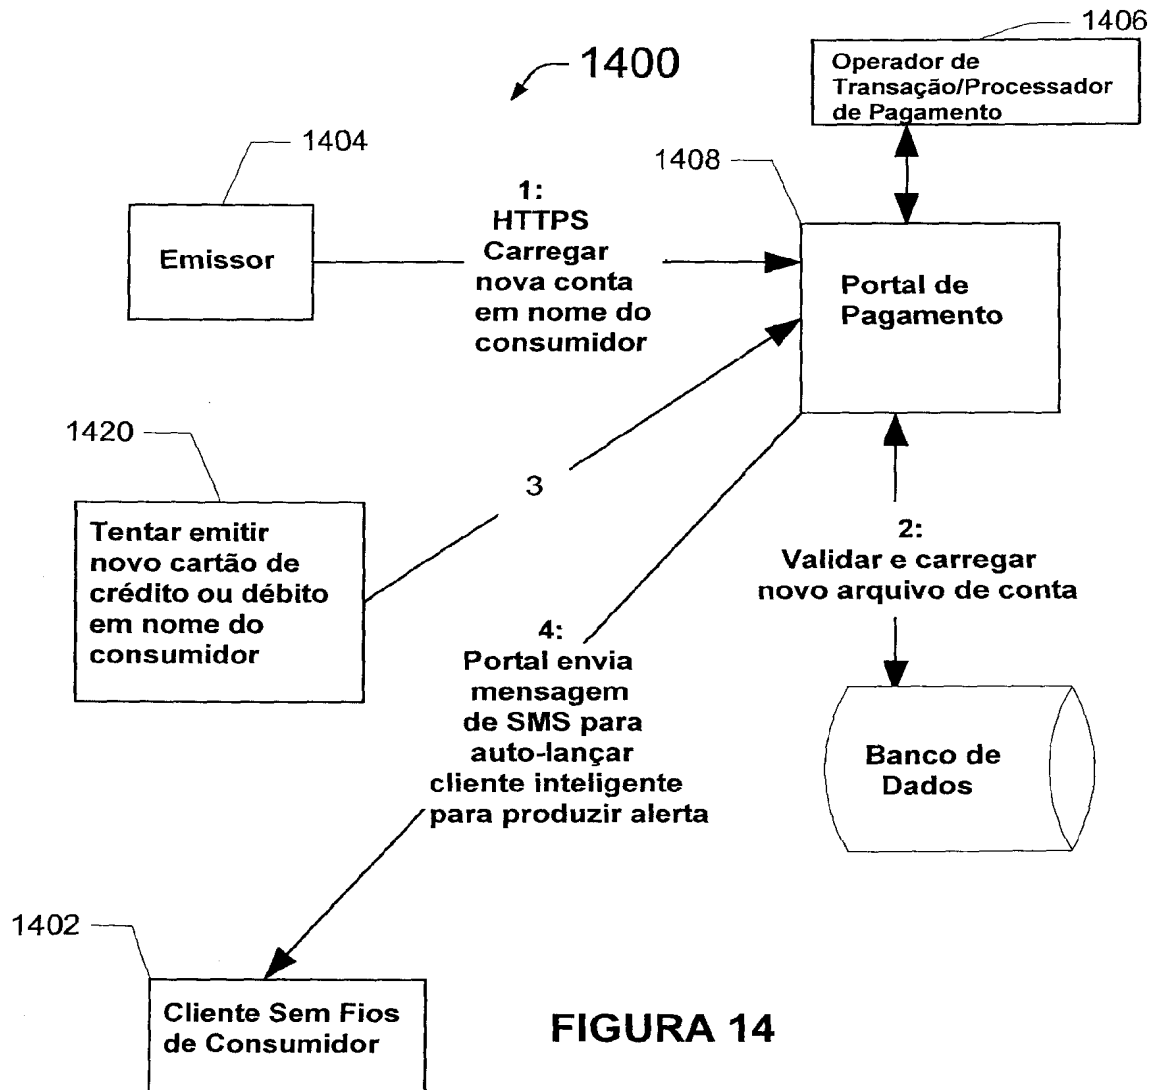 1406
Operador de
Transação/Processador
de Pagamento
1400
1404
1408
Emissor
1:
HTTPS
Carregar
nova conta
em nome do
consumidor
Portal de
Pagamento
1420
3
Tentar emitir
novo cartão de
crédito ou débito
em nome do
consumidor
2:
Validar e carregar
novo arquivo de conta
4:
Portal envia
mensagem
de SMS para
auto-lançar
cliente inteligente
para produzir alerta
Banco de
Dados
1402
Cliente Sem Fios
de Consumidor
FIGURA 14